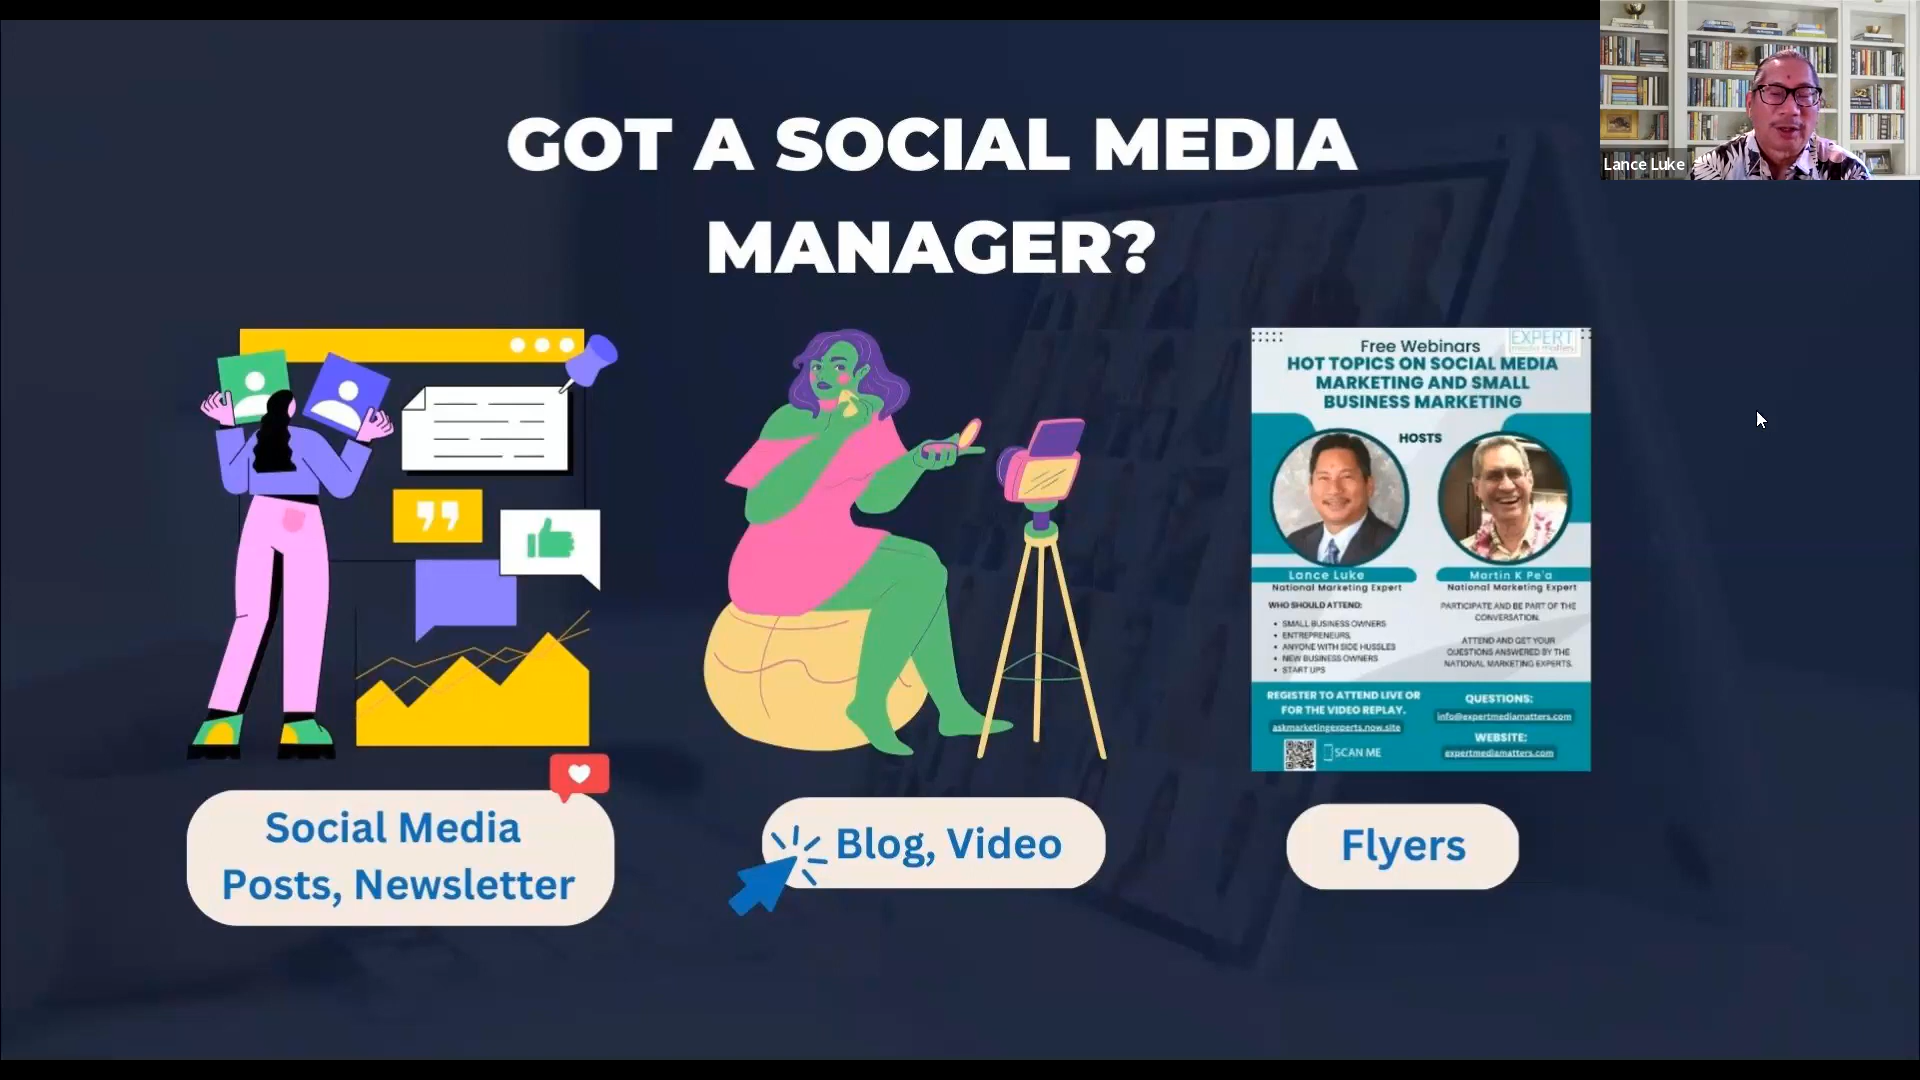 Lance Luke
GOT A SOCIAL MEDIA
MANAGER?
Social Media
Posts, Newsletter
Blog, Video
EXPERT
Free Webinars
HOT TOPICS ON SOCIAL MEDIA
MARKETING AND SMALL
BUSINESS MARKETING
HOSTS
Lance Luke
National Marketing Expert
Martin K Pe'a
National Marketing Expert
WHO SHOULD ATTEND:
• SMALL BUSINESS OWNERS
• ENTREPRENEURS
• ANYONE WITH SIDE HUSSLES
• NEW BUSINESS OWNERS
• START UPS
PARTICIPATE AND BE PART OF THE
CONVERSATION.
ATTEND AND GET YOUR
QUESTIONS ANSWERED BY THE
NATIONAL MARKETING EXPERTS.
REGISTER TO ATTEND LIVE OR
FOR THE VIDEO REPLAY.
askmarketingexperts.now.site
SCAN ME
QUESTIONS:
info@expertmediamatters.com
WEBSITE:
expertmediamatters.com
Flyers